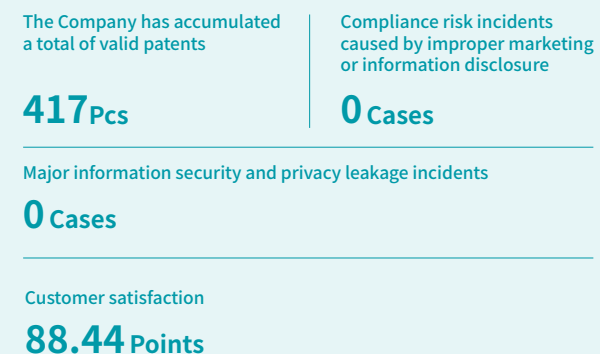 The Company has accumulated
a total of valid patents
417Pcs
Compliance risk incidents
caused by improper marketing
or information disclosure
0 Cases
Major information security and privacy leakage incidents
0 Cases
Customer satisfaction
88.44 Points